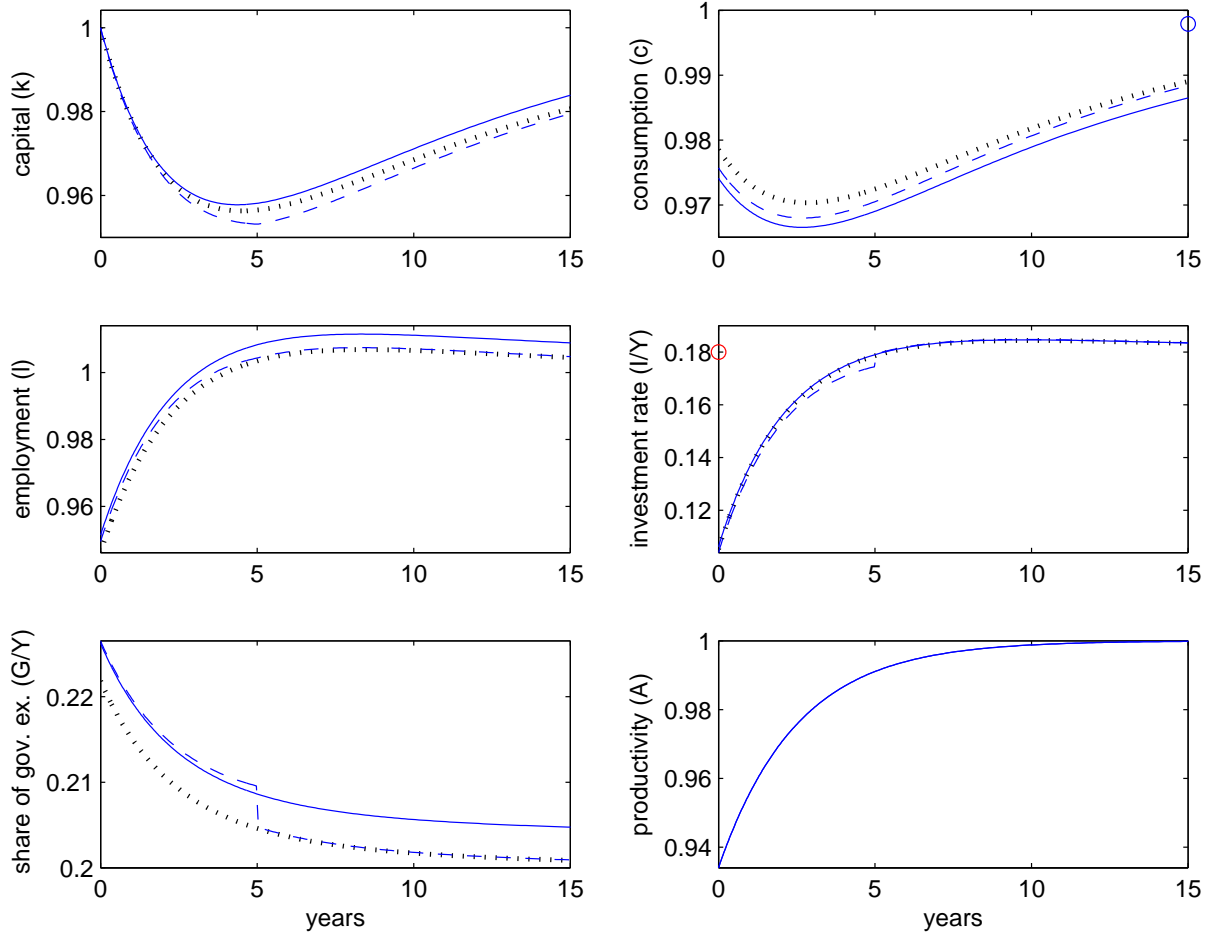 capital (k)
1
0.98
0.96
0 5 10 15
consumption (c)
1
0.99
0.98
0.97
0 5 10 15
employment (l)
1
0.98
0.96
0 5 10 15
investment rate (I/Y)
0.18
0.16
0.14
0.12
0 5 10 15
share of gov. ex. (G/Y)
0.22
0.21
0.2
0 5 10 15
years
productivity (A)
1
0.98
0.96
0.94
0 5 10 15
years